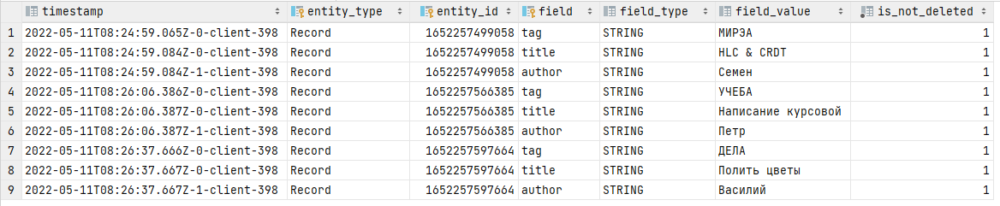 timestamp entity_type entity_id field field_type field_value is_not_deleted
1 2022-05-11T08:24:59.065Z-0-client-398 Record 1652257499058 tag STRING МИРЭА 1
2 2022-05-11T08:24:59.084Z-0-client-398 Record 1652257499058 title STRING HLC & CRDT 1
3 2022-05-11T08:24:59.084Z-1-client-398 Record 1652257499058 author STRING Семен 1
4 2022-05-11T08:26:06.386Z-0-client-398 Record 1652257566385 tag STRING УЧЕБА 1
5 2022-05-11T08:26:06.387Z-0-client-398 Record 1652257566385 title STRING Написание курсовой 1
6 2022-05-11T08:26:06.387Z-1-client-398 Record 1652257566385 author STRING Петр 1
7 2022-05-11T08:26:37.666Z-0-client-398 Record 1652257597664 tag STRING ДЕЛА 1
8 2022-05-11T08:26:37.667Z-0-client-398 Record 1652257597664 title STRING Полить цветы 1
9 2022-05-11T08:26:37.667Z-1-client-398 Record 1652257597664 author STRING Василий 1